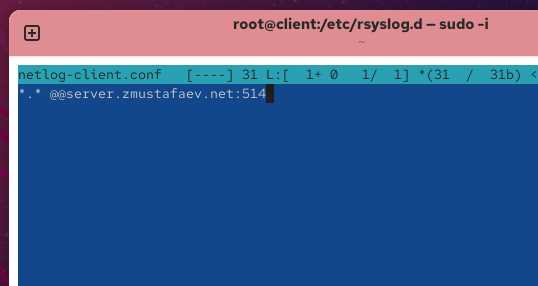 root@client:/etc/rsyslog.d — sudo -i
~
netlog-client.conf [----] 31 L:[ 1+ 0 1/ 1] *(31 / 31b) <
*.* @@server.zmustafaev.net:514